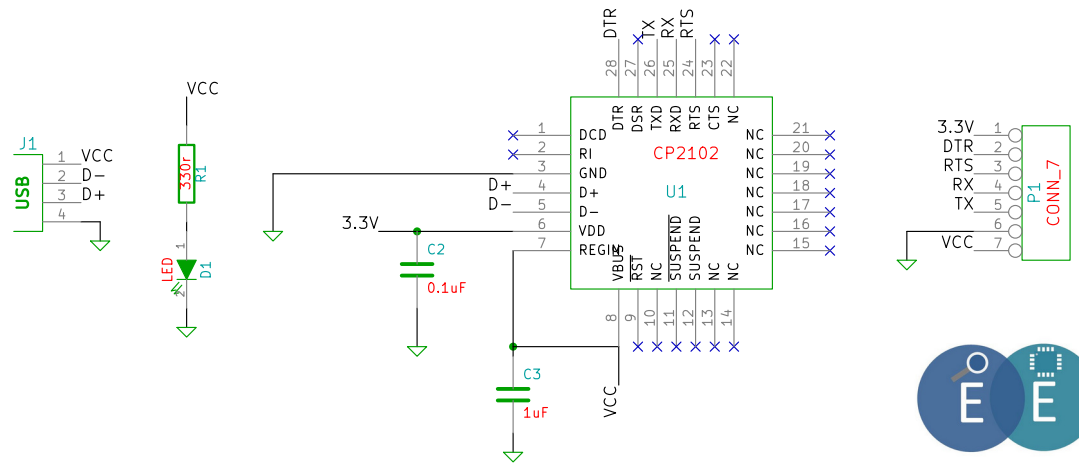 J1
USB
1 VCC
2 D-
3 D+
4
VCC
330r
R1
1
LED
D1
2
DTR
TX
RX
RTS
28
27
26
25
24
23
22
DTR
DSR
TXD
RXD
RTS
CTS
NC
1 DCD
2 RI
3 GND
D+ 4 D+
D- 5 D-
3.3V 6 VDD
7 REGIN
CP2102
U1
NC 21
NC 20
NC 19
NC 18
NC 17
NC 16
NC 15
VBUS
RST
NC
SUSPEND
SUSPEND
NC
NC
8
9
10
11
12
13
14
C2
0.1uF
C3
1uF
VCC
3.3V 1
DTR 2
RTS 3
RX 4
TX 5
6
VCC 7
P1
CONN_7
E E